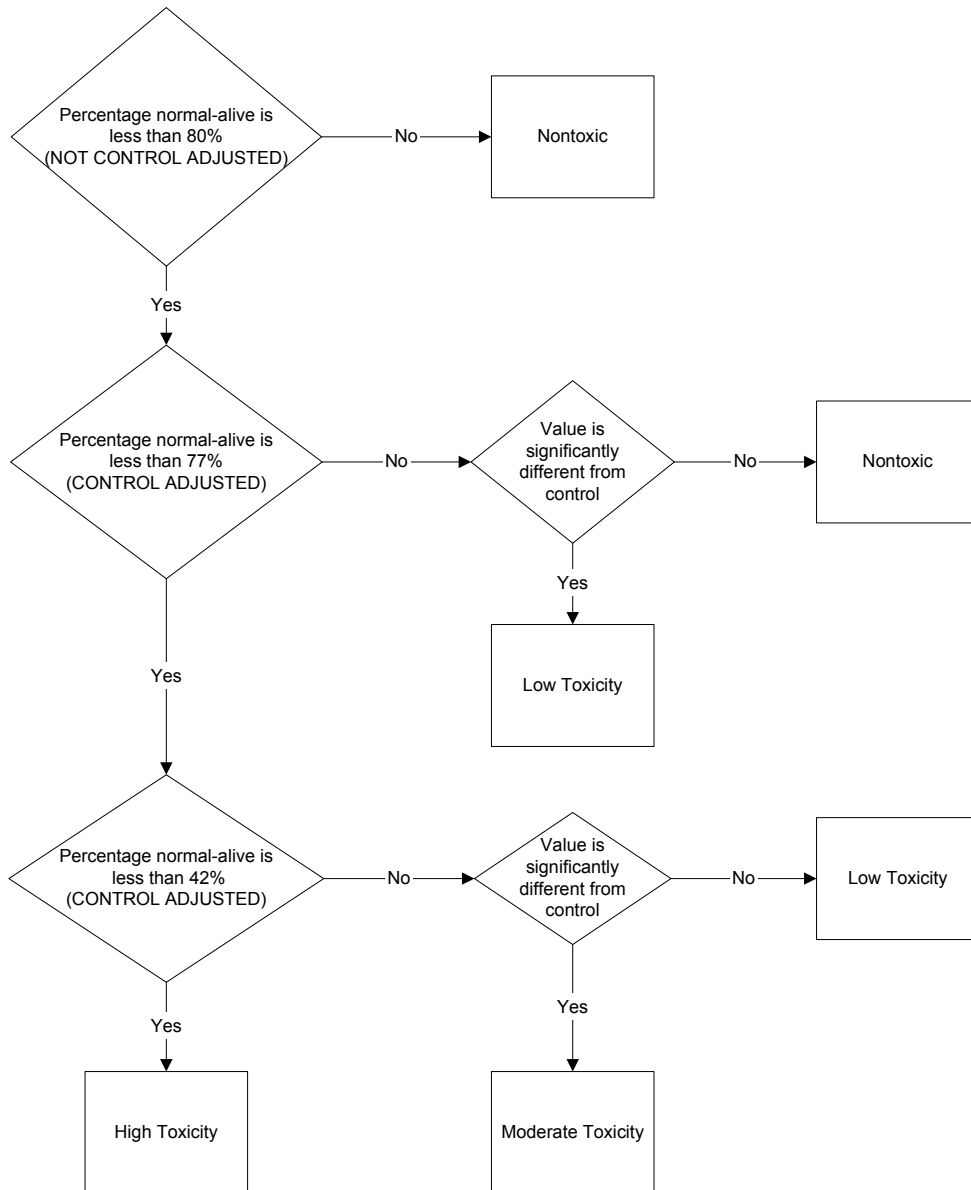 Percentage normal-alive is
less than 80%
(NOT CONTROL ADJUSTED)
No
Nontoxic
Yes
Percentage normal-alive is
less than 77%
(CONTROL ADJUSTED)
No
Value is
significantly
different from
control
No
Nontoxic
Yes
Low Toxicity
Yes
Percentage normal-alive is
less than 42%
(CONTROL ADJUSTED)
No
Value is
significantly
different from
control
No
Low Toxicity
Yes
Yes
High Toxicity
Moderate Toxicity